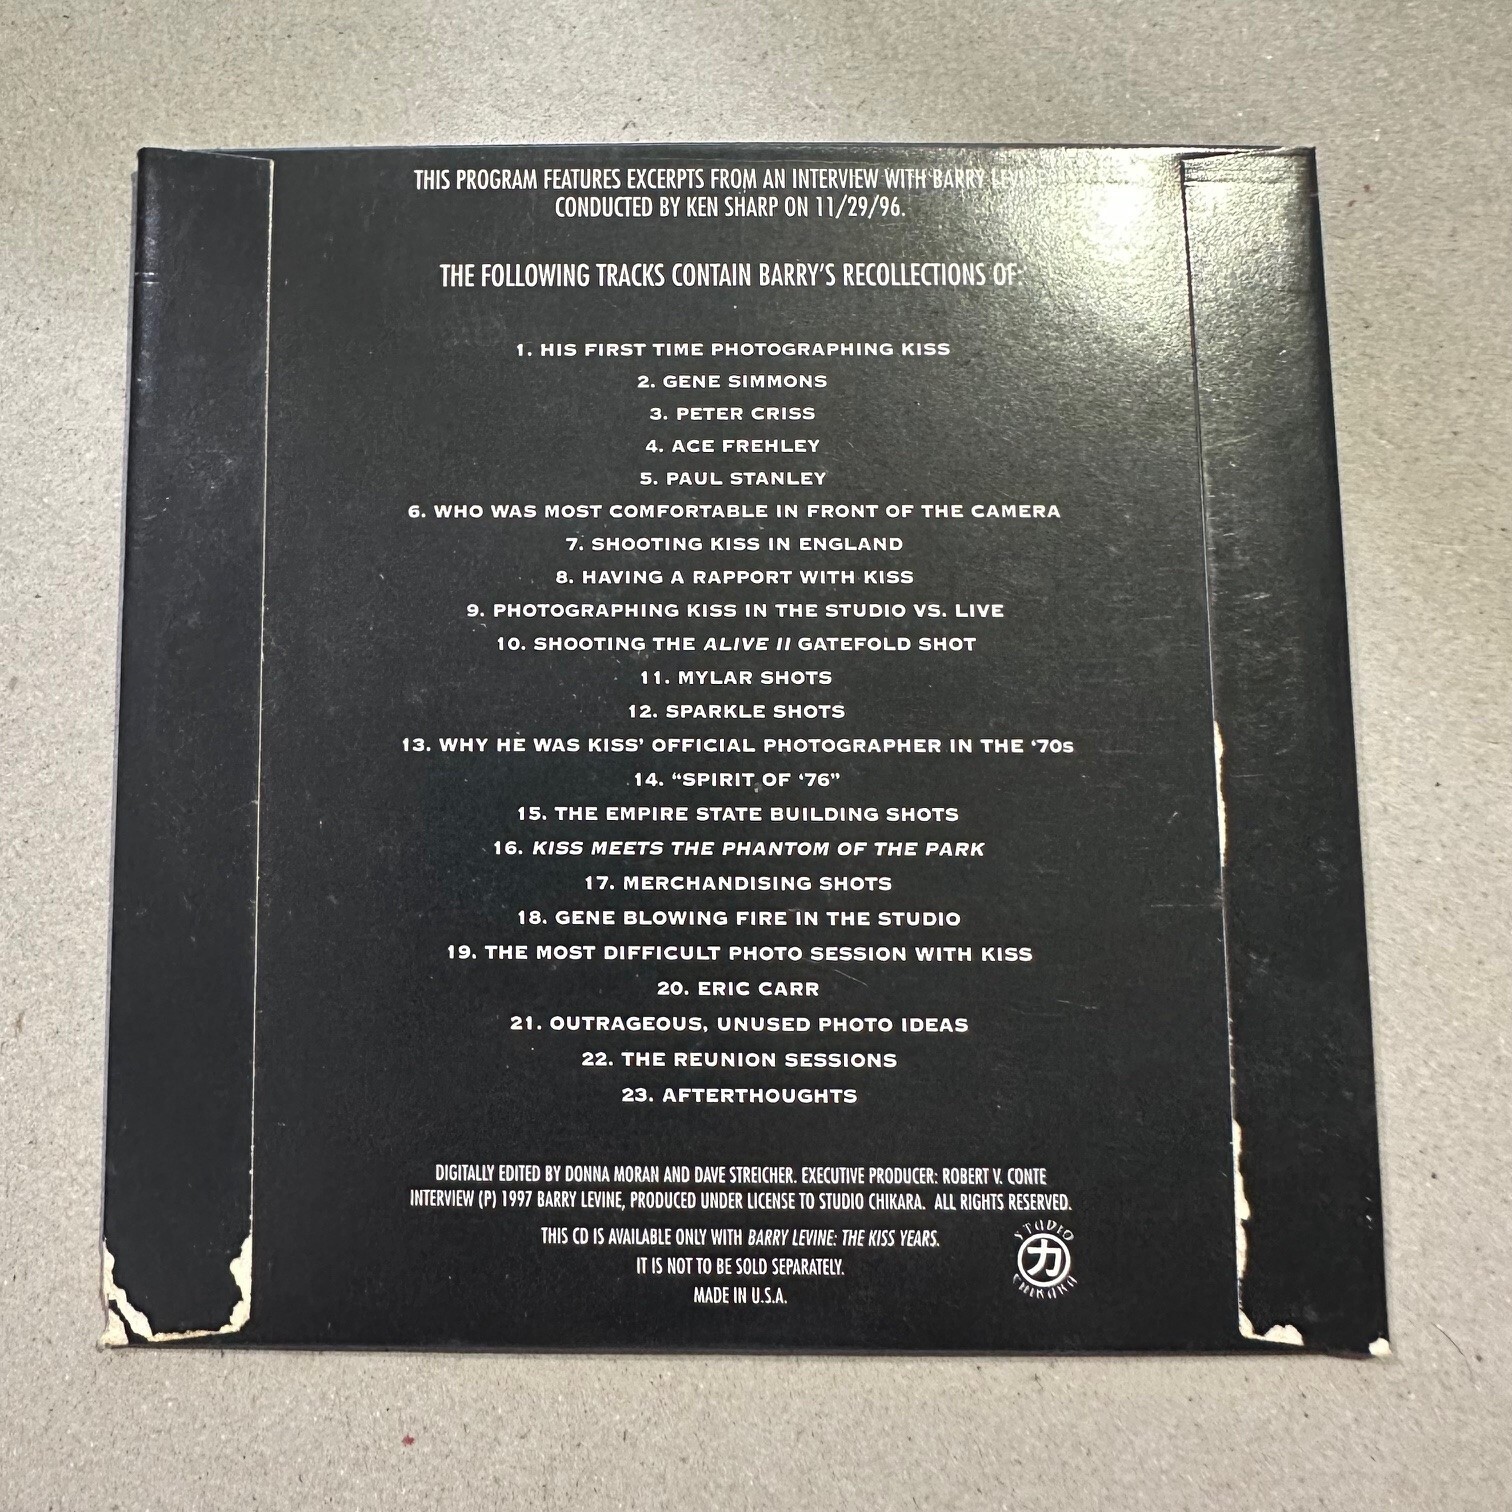 THIS PROGRAM FEATURES EXCERPTS FROM AN INTERVIEW WITH BARRY LEVINE
CONDUCTED BY KEN SHARP ON 11/29/96.
THE FOLLOWING TRACKS CONTAIN BARRY'S RECOLLECTIONS OF:
1. HIS FIRST TIME PHOTOGRAPHING KISS
2. GENE SIMMONS
3. PETER CRISS
4. ACE FREHLEY
5. PAUL STANLEY
6. WHO WAS MOST COMFORTABLE IN FRONT OF THE CAMERA
7. SHOOTING KISS IN ENGLAND
8. HAVING A RAPPORT WITH KISS
9. PHOTOGRAPHING KISS IN THE STUDIO VS. LIVE
10. SHOOTING THE ALIVE II GATEFOLD SHOT
11. MYLAR SHOTS
12. SPARKLE SHOTS
13. WHY HE WAS KISS' OFFICIAL PHOTOGRAPHER IN THE '70s
14. "SPIRIT OF '76"
15. THE EMPIRE STATE BUILDING SHOTS
16. KISS MEETS THE PHANTOM OF THE PARK
17. MERCHANDISING SHOTS
18. GENE BLOWING FIRE IN THE STUDIO
19. THE MOST DIFFICULT PHOTO SESSION WITH KISS
20. ERIC CARR
21. OUTRAGEOUS, UNUSED PHOTO IDEAS
22. THE REUNION SESSIONS
23. AFTERTHOUGHTS
DIGITALLY EDITED BY DONNA MORAN AND DAVE STREICHER. EXECUTIVE PRODUCER: ROBERT V. CONTE
INTERVIEW (P) 1997 BARRY LEVINE, PRODUCED UNDER LICENSE TO STUDIO CHIKARA. ALL RIGHTS RESERVED.
THIS CD IS AVAILABLE ONLY WITH BARRY LEVINE: THE KISS YEARS.
IT IS NOT TO BE SOLD SEPARATELY.
MADE IN U.S.A.
STUDIO
力
CHIKARA